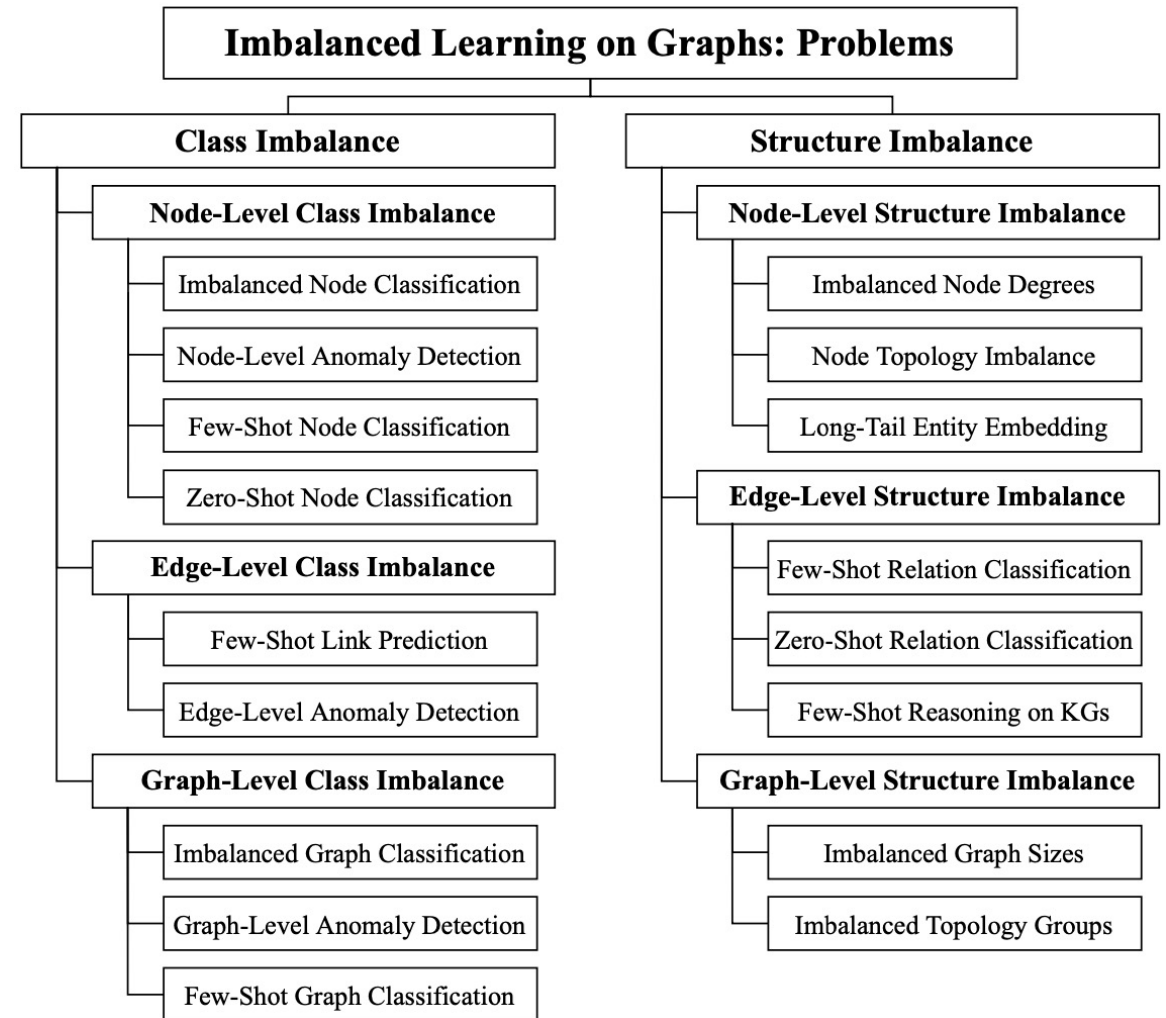 Imbalanced Learning on Graphs: Problems
Class Imbalance
Node-Level Class Imbalance
Imbalanced Node Classification
Node-Level Anomaly Detection
Few-Shot Node Classification
Zero-Shot Node Classification
Edge-Level Class Imbalance
Few-Shot Link Prediction
Edge-Level Anomaly Detection
Graph-Level Class Imbalance
Imbalanced Graph Classification
Graph-Level Anomaly Detection
Few-Shot Graph Classification
Structure Imbalance
Node-Level Structure Imbalance
Imbalanced Node Degrees
Node Topology Imbalance
Long-Tail Entity Embedding
Edge-Level Structure Imbalance
Few-Shot Relation Classification
Zero-Shot Relation Classification
Few-Shot Reasoning on KGs
Graph-Level Structure Imbalance
Imbalanced Graph Sizes
Imbalanced Topology Groups